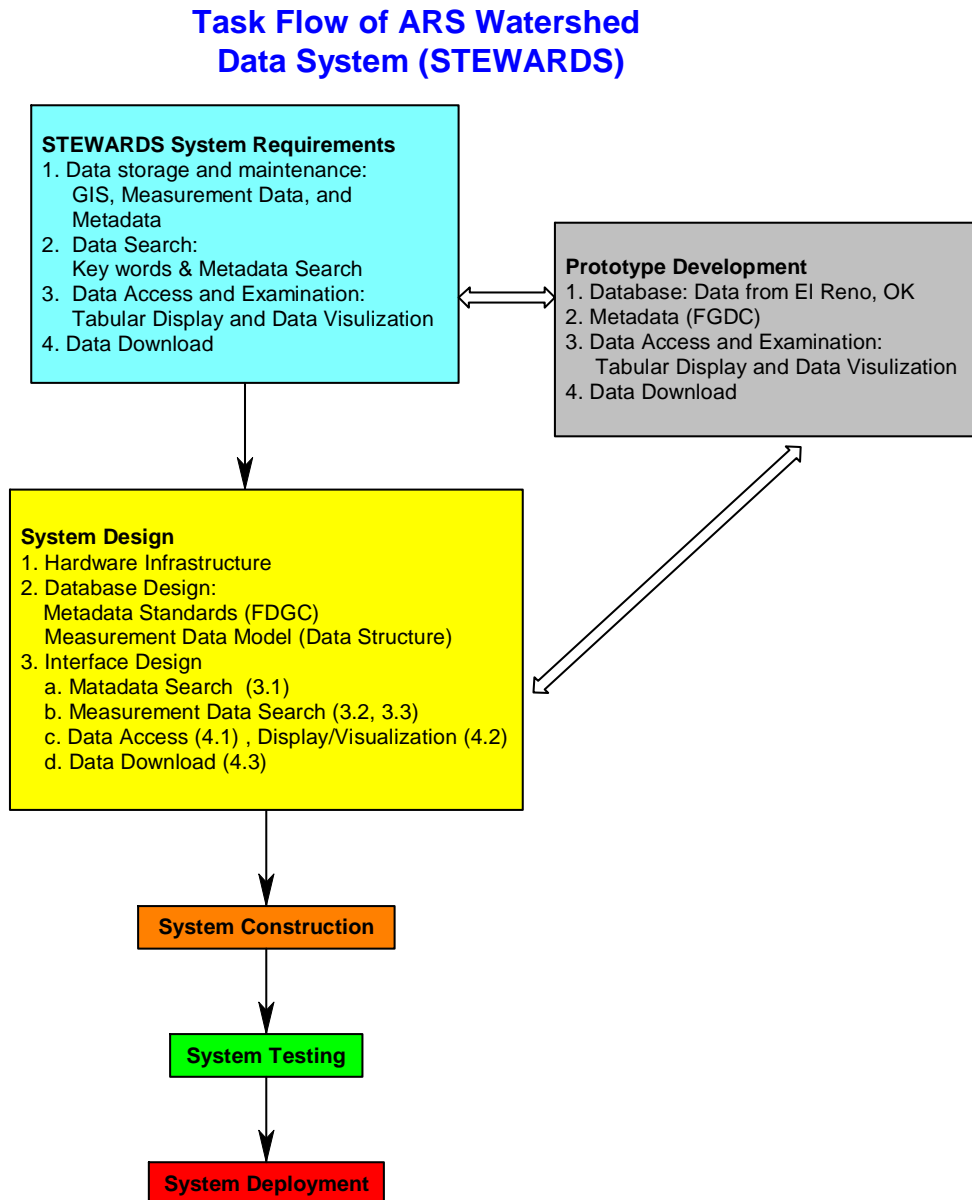 Task Flow of ARS Watershed
Data System (STEWARDS)
STEWARDS System Requirements
1. Data storage and maintenance:
GIS, Measurement Data, and
Metadata
2. Data Search:
Key words & Metadata Search
3. Data Access and Examination:
Tabular Display and Data Visulization
4. Data Download
Prototype Development
1. Database: Data from El Reno, OK
2. Metadata (FGDC)
3. Data Access and Examination:
Tabular Display and Data Visulization
4. Data Download
System Design
1. Hardware Infrastructure
2. Database Design:
Metadata Standards (FDGC)
Measurement Data Model (Data Structure)
3. Interface Design
a. Matadata Search (3.1)
b. Measurement Data Search (3.2, 3.3)
c. Data Access (4.1) , Display/Visualization (4.2)
d. Data Download (4.3)
System Construction
System Testing
System Deployment